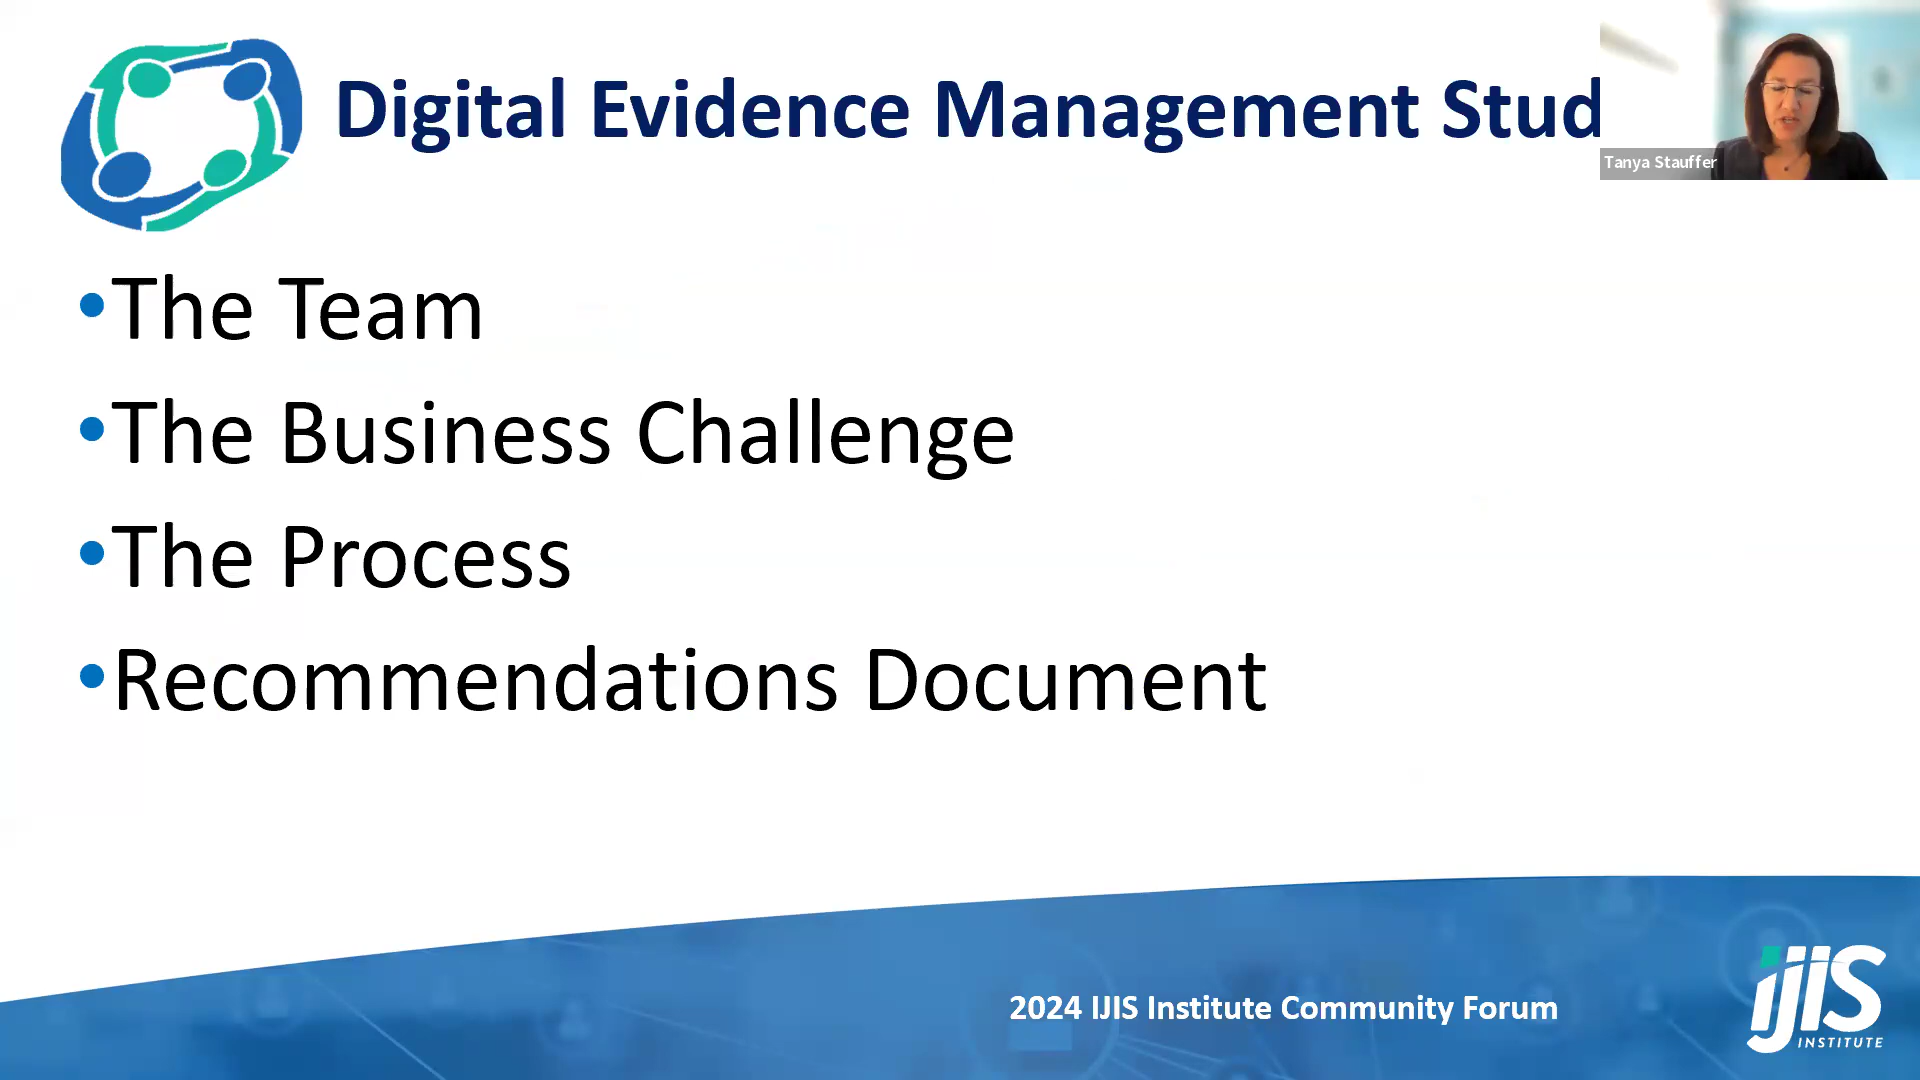 Digital Evidence Management Stud
Tanya Stauffer
•The Team
•The Business Challenge
•The Process
•Recommendations Document
2024 IJIS Institute Community Forum
IJIS
INSTITUTE